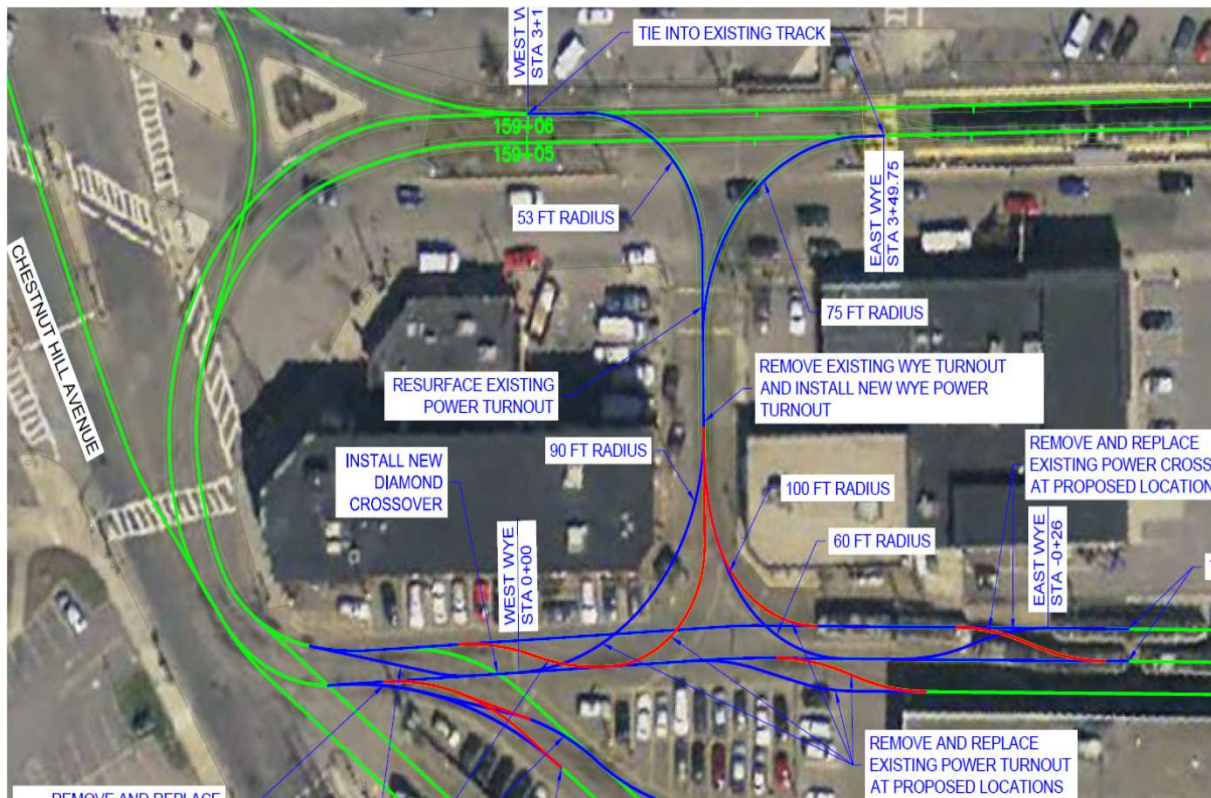 WEST W
STA 3+1
TIE INTO EXISTING TRACK
159+06
159+05
53 FT RADIUS
EAST WYE
STA 3+49.75
CHESTNUT HILL AVENUE
75 FT RADIUS
RESURFACE EXISTING
POWER TURNOUT
REMOVE EXISTING WYE TURNOUT
AND INSTALL NEW WYE POWER
TURNOUT
90 FT RADIUS
INSTALL NEW
DIAMOND
CROSSOVER
REMOVE AND REPLACE
EXISTING POWER CROSS
AT PROPOSED LOCATION
100 FT RADIUS
60 FT RADIUS
WEST WYE
STA 0+00
EAST WYE
STA -0+26
REMOVE AND REPLACE
EXISTING POWER TURNOUT
AT PROPOSED LOCATIONS
REMOVE AND REPLACE